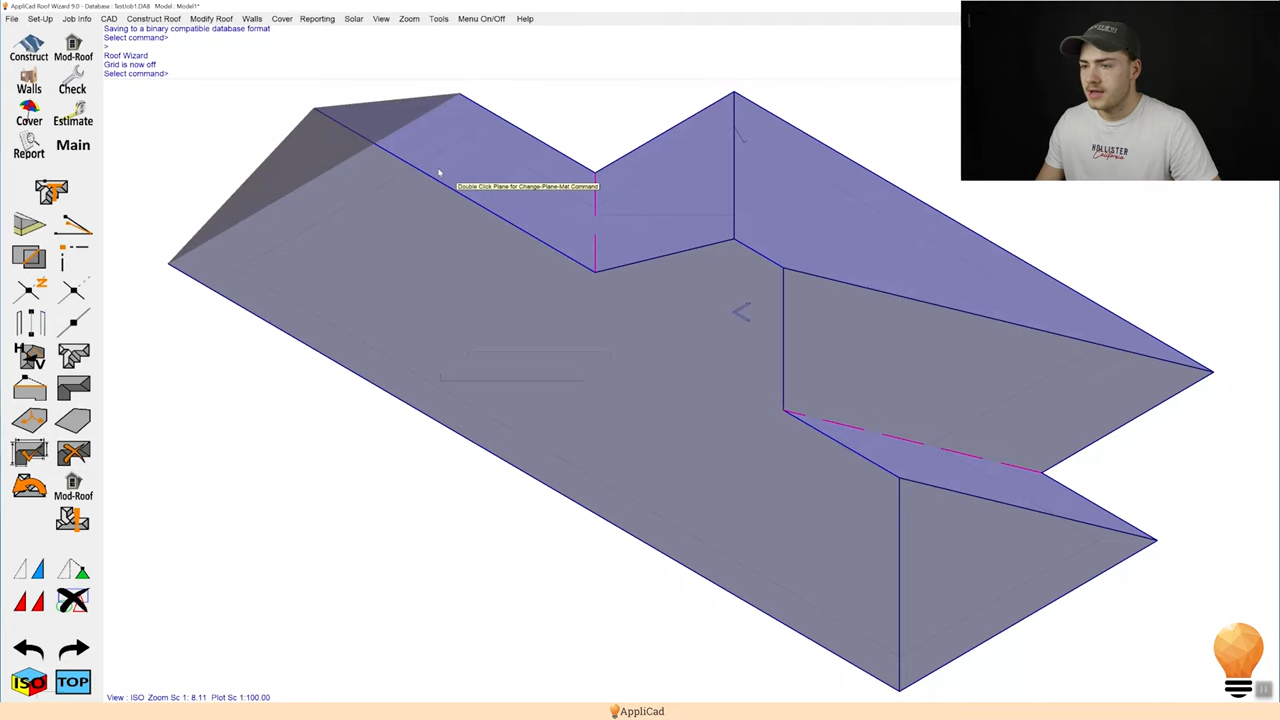 AppliCad Roof Wizard 9.0 - Database : TestJob1.DAB Model : Model1*
File Set-Up Job Info CAD Construct Roof Modify Roof Walls Cover Reporting Solar View Zoom Tools Menu On/Off Help
Saving to a binary compatible database format
Select command>
>
Roof Wizard
Grid is now off
Select command>
Construct Mod-Roof
Walls Check
Cover Estimate
Report Main
HOLLISTER
California
Double Click Plane for Change-Plane-Mat Command
Z
H
V
Mod-Roof
ISO TOP
View : ISO Zoom Sc 1: 8.11 Plot Sc 1:100.00
AppliCad